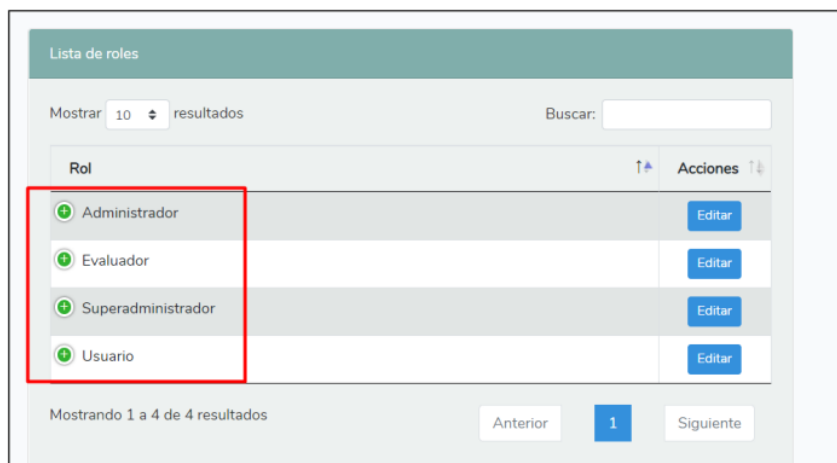 Lista de roles
Mostrar 10 resultados Buscar:
Rol Acciones
Administrador Editar
Evaluador Editar
Superadministrador Editar
Usuario Editar
Mostrando 1 a 4 de 4 resultados Anterior 1 Siguiente